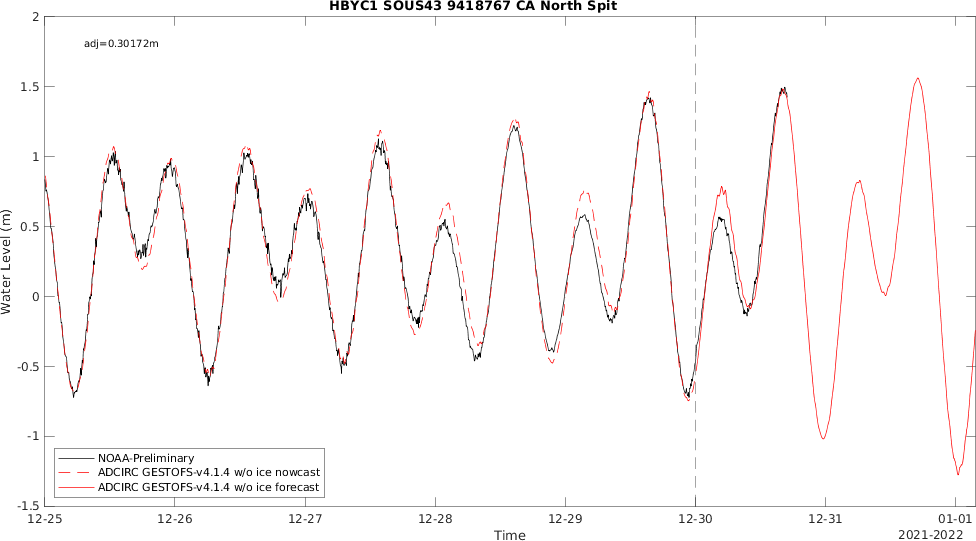 HBYC1 SOUS43 9418767 CA North Spit
adj=0.30172m
2
1.5
1
0.5
0
-0.5
-1
-1.5
Water Level (m)
NOAA-Preliminary
ADCIRC GESTOFS-v4.1.4 w/o ice nowcast
ADCIRC GESTOFS-v4.1.4 w/o ice forecast
12-25 12-26 12-27 12-28 12-29 12-30 12-31 01-01
Time
2021-2022